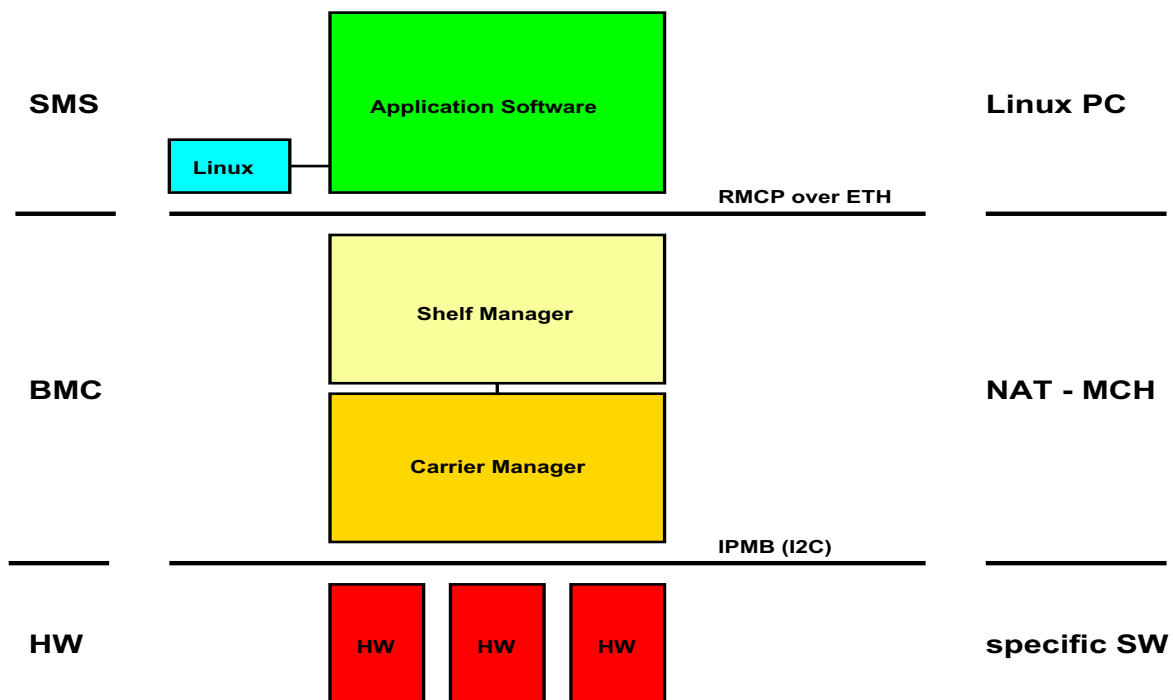 SMS
Application Software
Linux PC
Linux
RMCP over ETH
Shelf Manager
BMC
NAT - MCH
Carrier Manager
IPMB (I2C)
HW
HW
HW
HW
specific SW